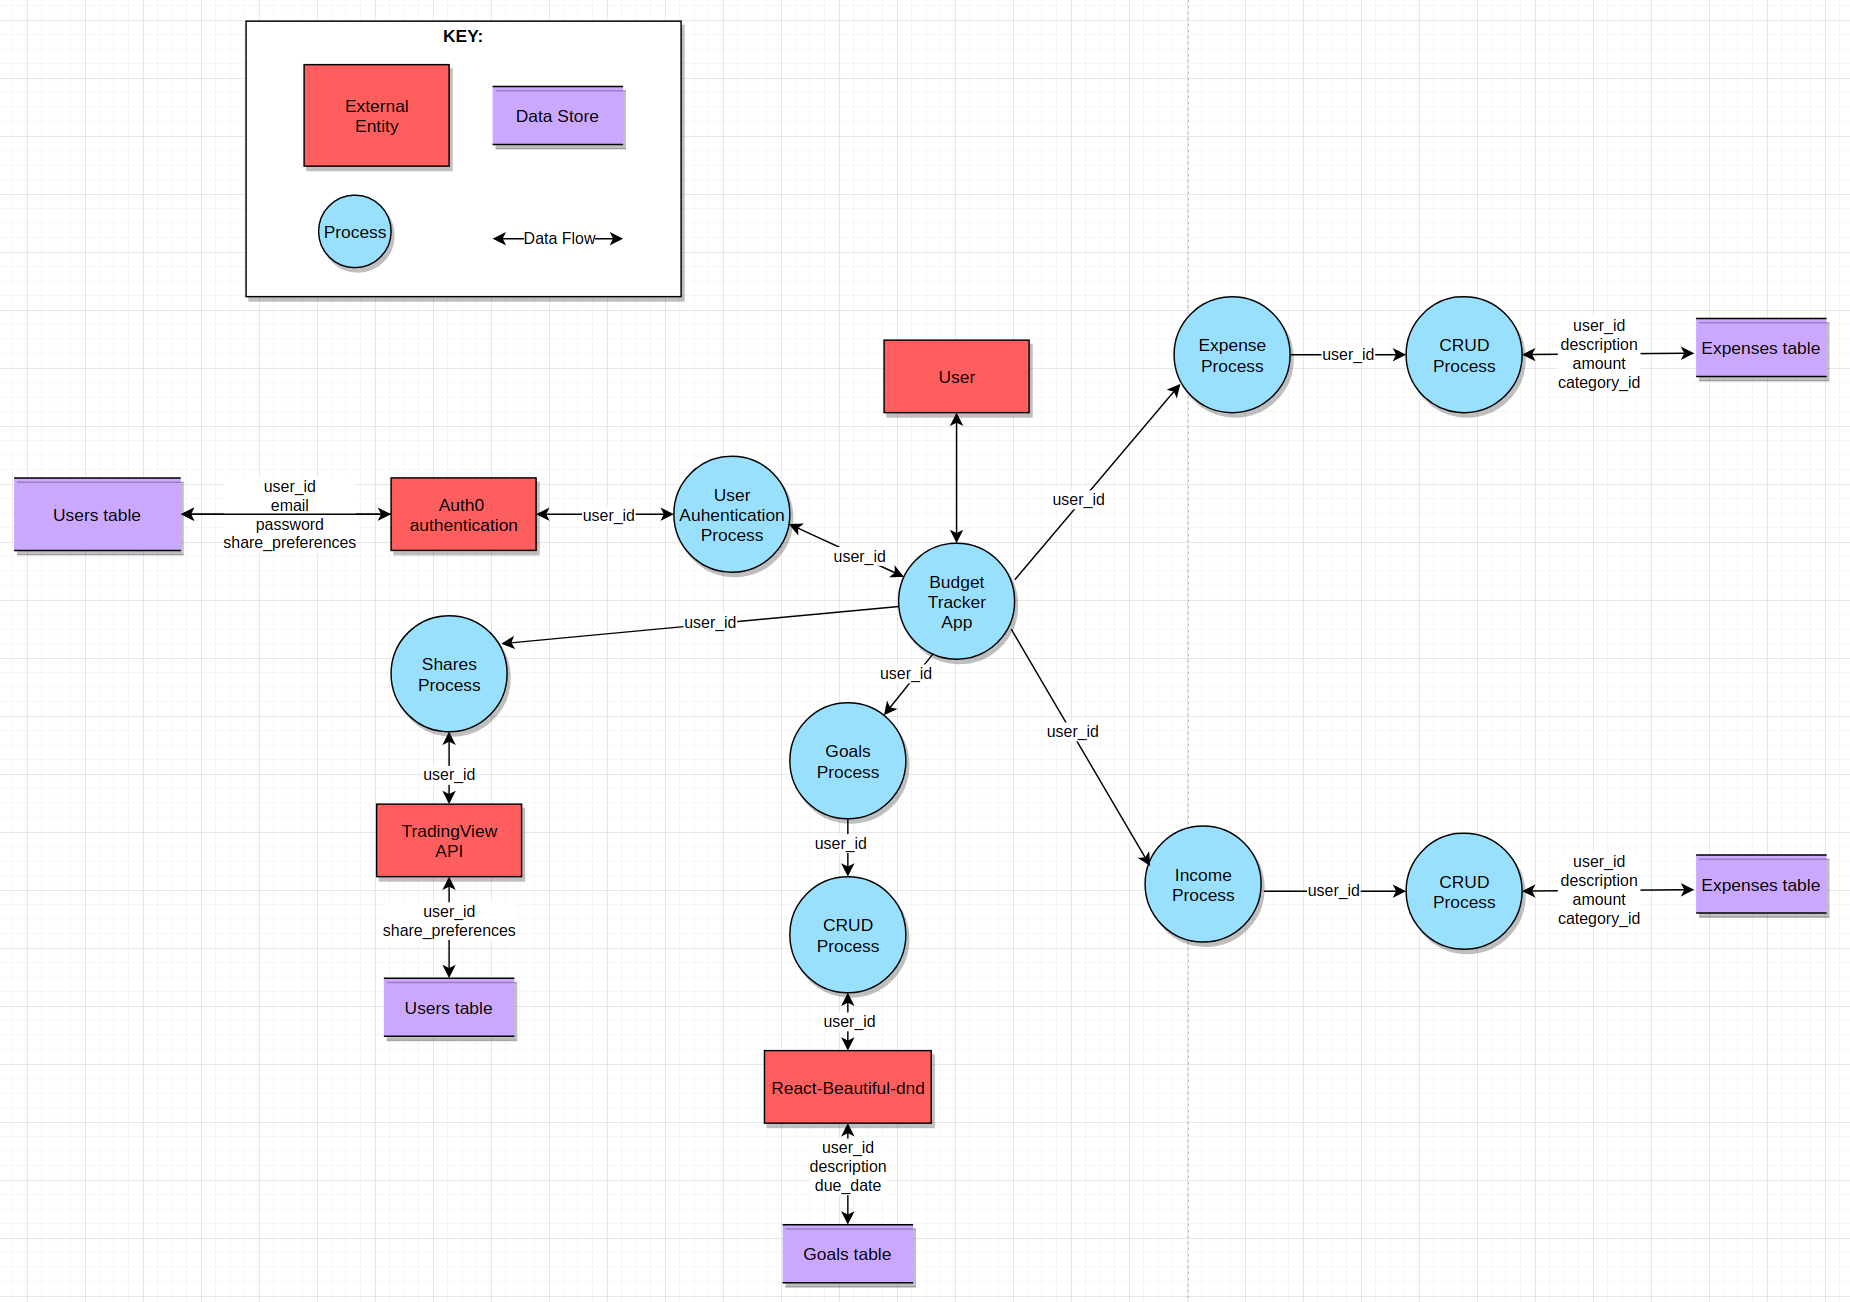 KEY:
External
Entity
Data Store
Process
Data Flow
User
Expense
Process
user_id
CRUD
Process
user_id
description
amount
category_id
Expenses table
Users table
user_id
email
password
share_preferences
Auth0
authentication
user_id
User
Auhentication
Process
user_id
user_id
Budget
Tracker
App
user_id
Shares
Process
user_id
user_id
Goals
Process
user_id
TradingView
API
user_id
share_preferences
Users table
user_id
CRUD
Process
user_id
React-Beautiful-dnd
user_id
description
due_date
Goals table
Income
Process
user_id
CRUD
Process
user_id
description
amount
category_id
Expenses table